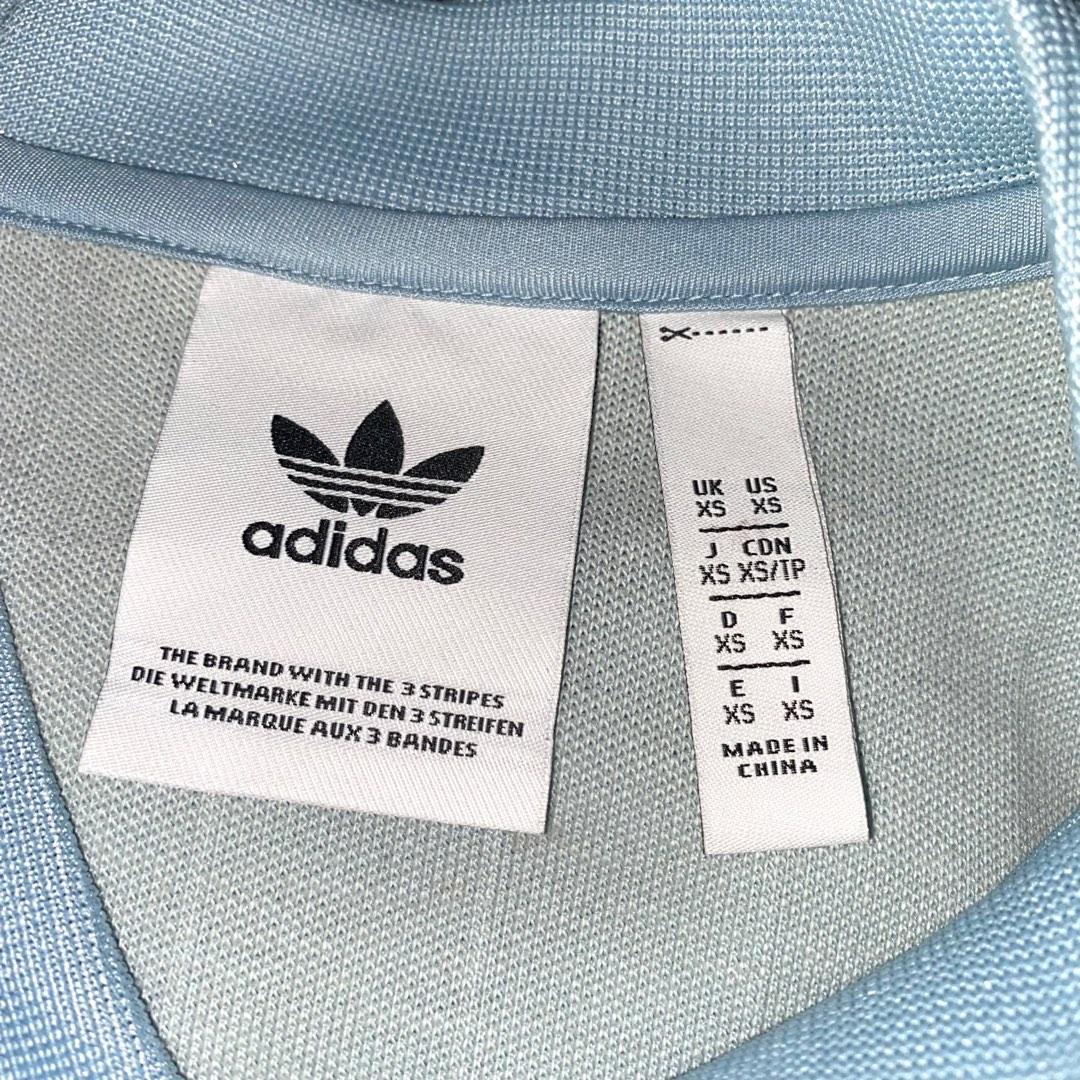 adidas
THE BRAND WITH THE 3 STRIPES
DIE WELTMARKE MIT DEN 3 STREIFEN
LA MARQUE AUX 3 BANDES
UK US
XS XS
J CDN
XS XS/TP
D F
XS XS
E I
XS XS
MADE IN
CHINA